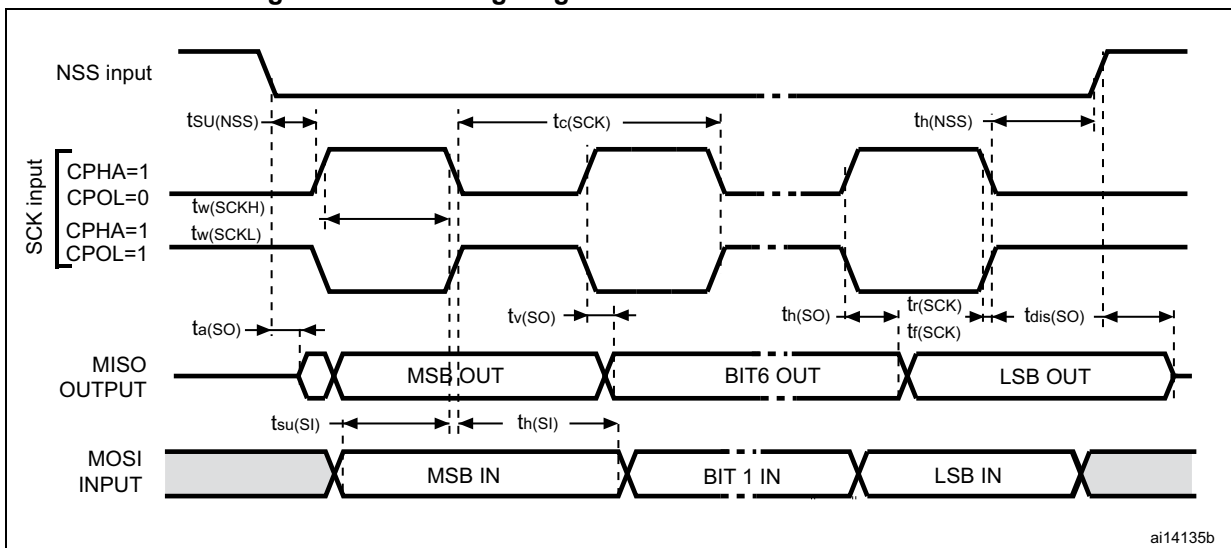 NSS input
tSU(NSS)
tc(SCK)
th(NSS)
SCK input
CPHA=1
CPOL=0
tw(SCKH)
CPHA=1
tw(SCKL)
CPOL=1
ta(SO)
tv(SO)
th(SO)
tr(SCK)
tf(SCK)
tdis(SO)
MISO
OUTPUT
MSB OUT
BIT6 OUT
LSB OUT
tsu(SI)
th(SI)
MOSI
INPUT
MSB IN
BIT 1 IN
LSB IN
ai14135b